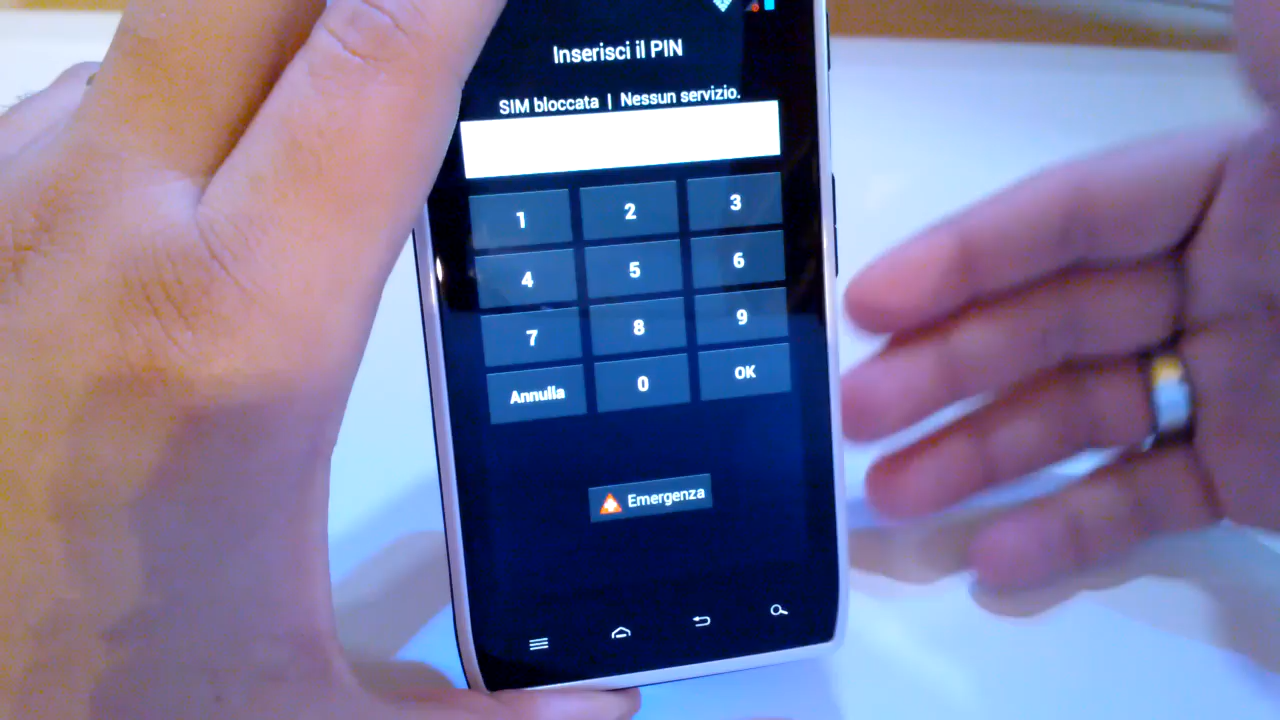 Inserisci il PIN
SIM bloccata | Nessun servizio.
1 2 3
4 5 6
7 8 9
Annulla 0 OK
Emergenza